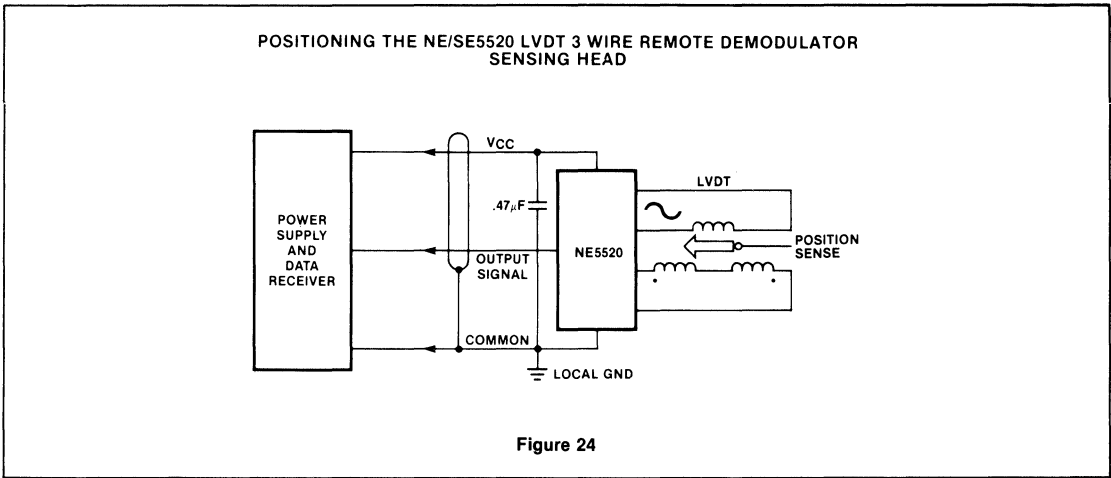 POSITIONING THE NE/SE5520 LVDT 3 WIRE REMOTE DEMODULATOR
SENSING HEAD
POWER
SUPPLY
AND
DATA
RECEIVER
VCC
.47μF
OUTPUT
SIGNAL
COMMON
LOCAL GND
NE5520
LVDT
POSITION
SENSE
Figure 24